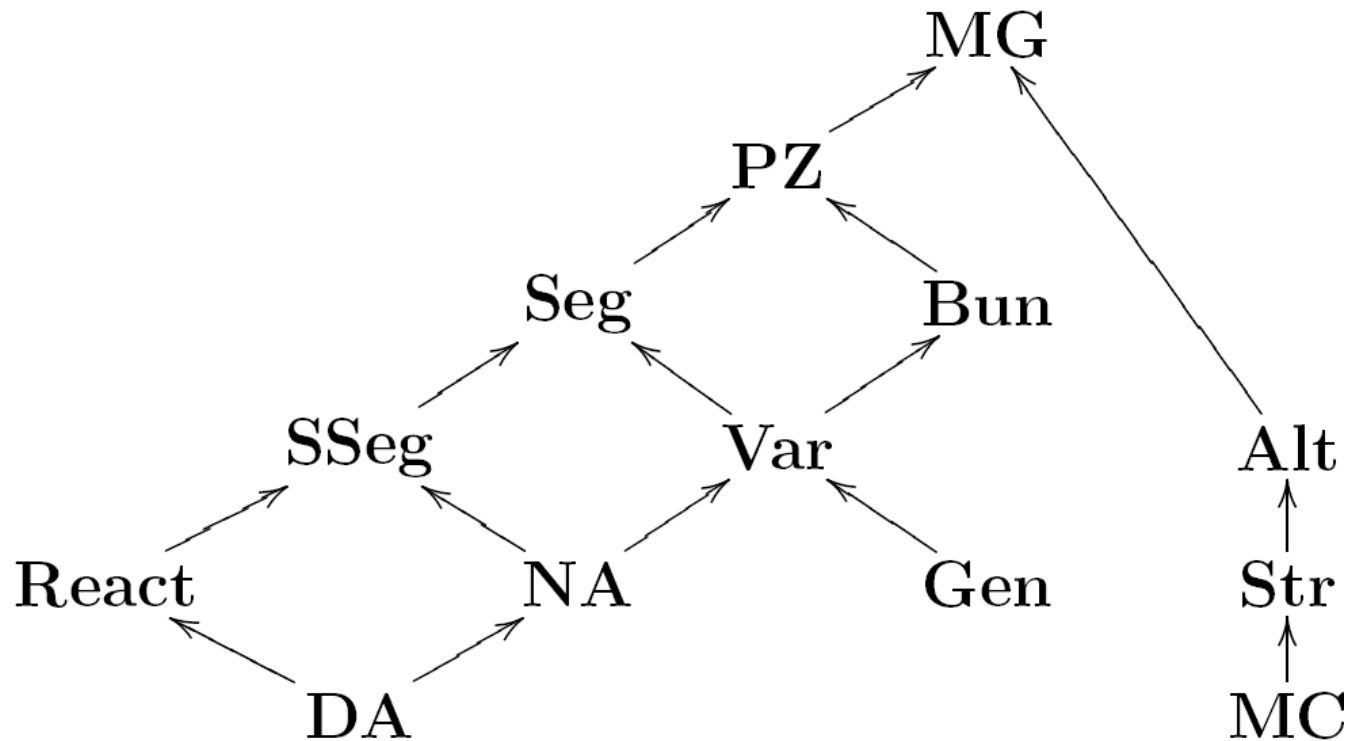 MG
PZ
Seg
Bun
SSeg
Var
Alt
React
NA
Gen
Str
DA
MC